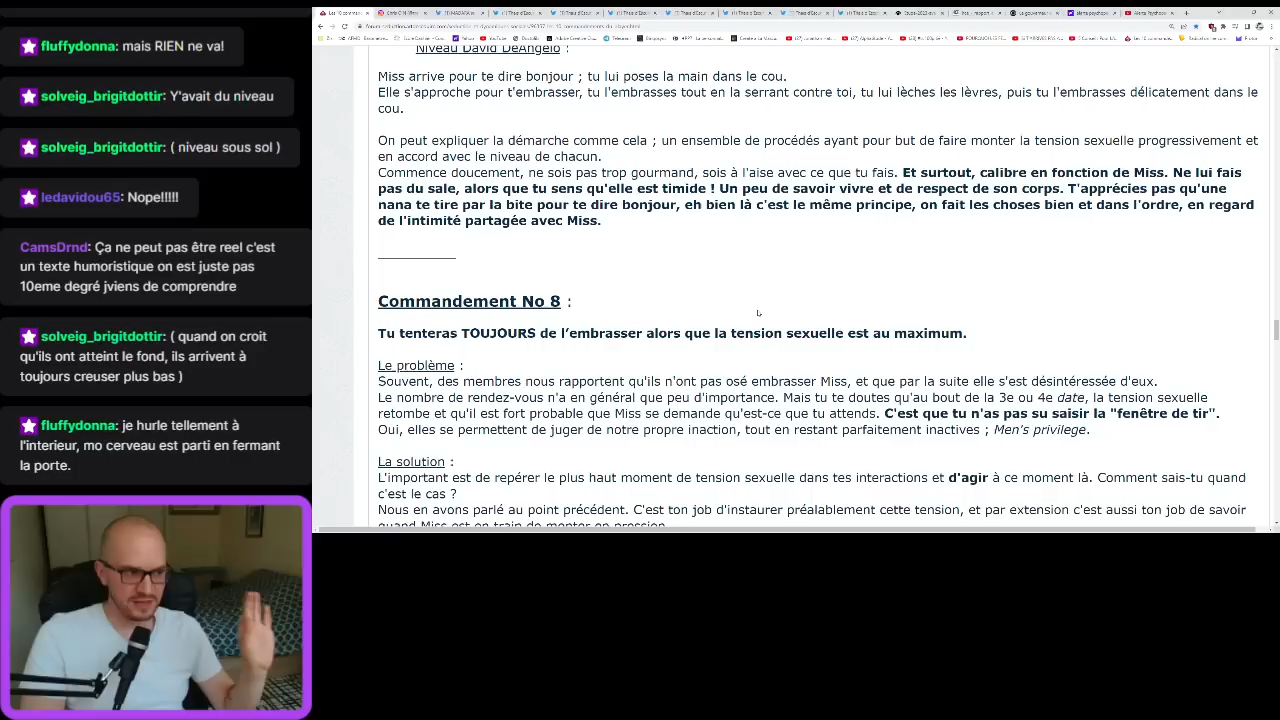 fluffydonna: mais RIEN ne val
solveig_brigitdottir: Y'avait du niveau
solveig_brigitdottir: ( niveau sous sol )
ledavidou65: Nope!!!!!
CamsDrnd: Ça ne peut pas être reel c'est
un texte humoristique on est juste pas
10eme degré jviens de comprendre
solveig_brigitdottir: ( quand on croit
qu'ils ont atteint le fond, ils arrivent à
toujours creuser plus bas )
fluffydonna: je hurle tellement à
l'interieur, mo cerveau est parti en fermant
la porte.
Niveau David DeAngelo :
Miss arrive pour te dire bonjour ; tu lui poses la main dans le cou.
Elle s'approche pour t'embrasser, tu l'embrasses tout en la serrant contre toi, tu lui lèches les lèvres, puis tu l'embrasses délicatement dans le
cou.
On peut expliquer la démarche comme cela ; un ensemble de procédés ayant pour but de faire monter la tension sexuelle progressivement et
en accord avec le niveau de chacun.
Commence doucement, ne sois pas trop gourmand, sois à l'aise avec ce que tu fais. Et surtout, calibre en fonction de Miss. Ne lui fais
pas du sale, alors que tu sens qu'elle est timide ! Un peu de savoir vivre et de respect de son corps. T'apprécies pas qu'une
nana te tire par la bite pour te dire bonjour, eh bien là c'est le même principe, on fait les choses bien et dans l'ordre, en regard
de l'intimité partagée avec Miss.
Commandement No 8 :
Tu tenteras TOUJOURS de l’embrasser alors que la tension sexuelle est au maximum.
Le problème :
Souvent, des membres nous rapportent qu'ils n'ont pas osé embrasser Miss, et que par la suite elle s'est désintéressée d'eux.
Le nombre de rendez-vous n'a en général que peu d'importance. Mais tu te doutes qu'au bout de la 3e ou 4e date, la tension sexuelle
retombe et qu'il est fort probable que Miss se demande qu'est-ce que tu attends. C'est que tu n'as pas su saisir la "fenêtre de tir".
Oui, elles se permettent de juger de notre propre inaction, tout en restant parfaitement inactives ; Men's privilege.
La solution :
L'important est de repérer le plus haut moment de tension sexuelle dans tes interactions et d'agir à ce moment là. Comment sais-tu quand
c'est le cas ?
Nous en avons parlé au point précédent. C'est ton job d'instaurer préalablement cette tension, et par extension c'est aussi ton job de savoir
quand Miss est en train de monter en pression.